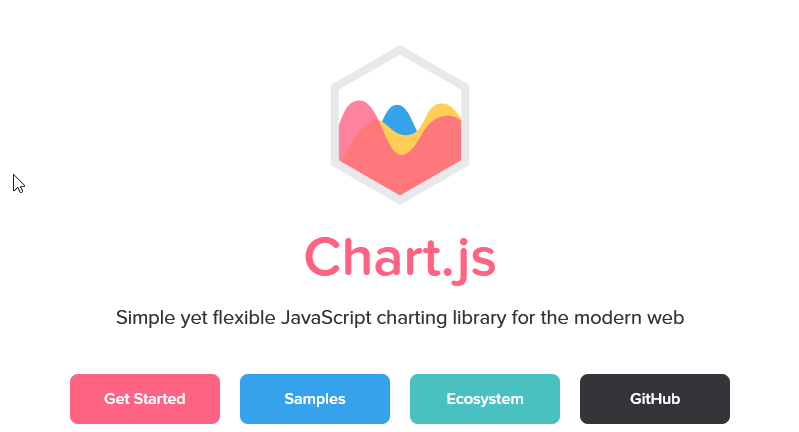 Chart.js
Simple yet flexible JavaScript charting library for the modern web
Get Started Samples Ecosystem GitHub